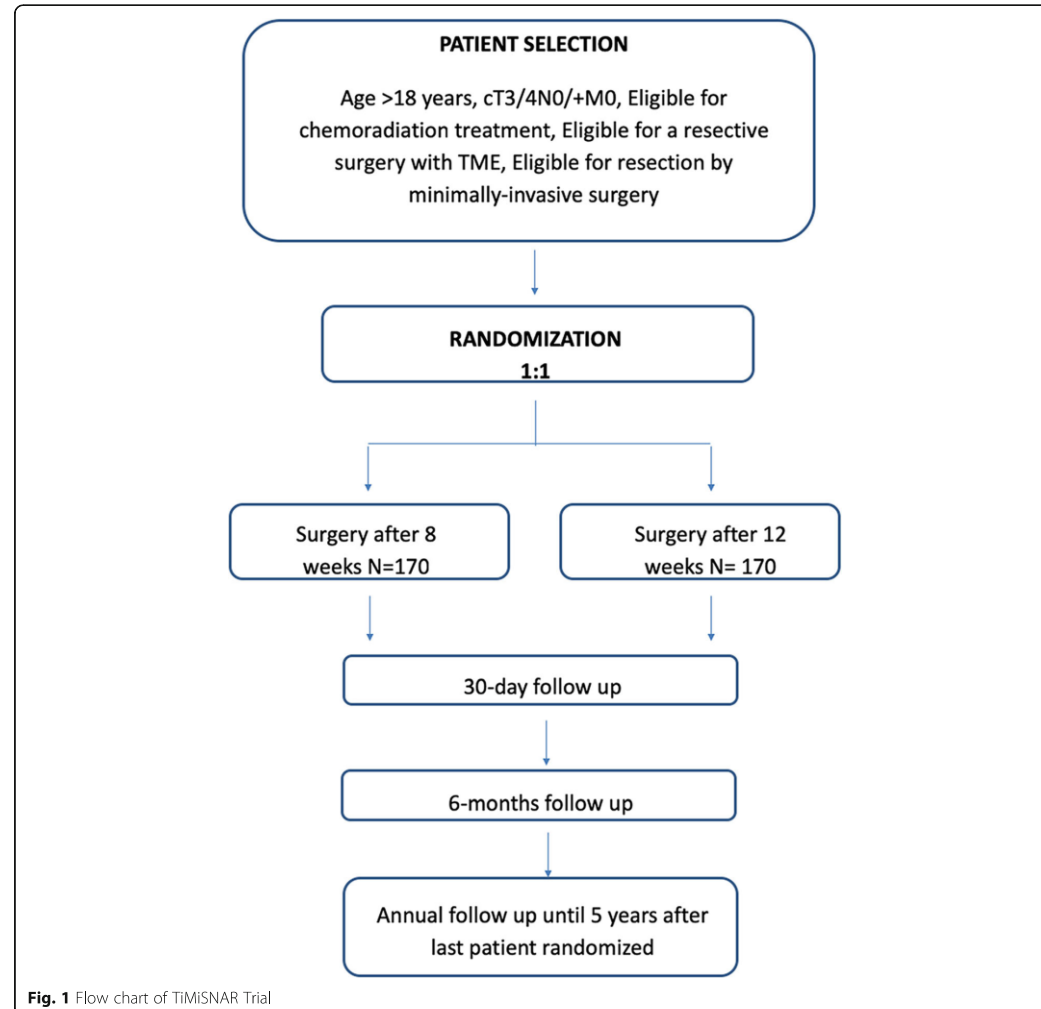 PATIENT SELECTION
Age >18 years, cT3/4N0/+M0, Eligible for
chemoradiation treatment, Eligible for a resective
surgery with TME, Eligible for resection by
minimally-invasive surgery
RANDOMIZATION
1:1
Surgery after 8
weeks N=170
Surgery after 12
weeks N= 170
30-day follow up
6-months follow up
Annual follow up until 5 years after
last patient randomized
Fig. 1 Flow chart of TiMiSNAR Trial